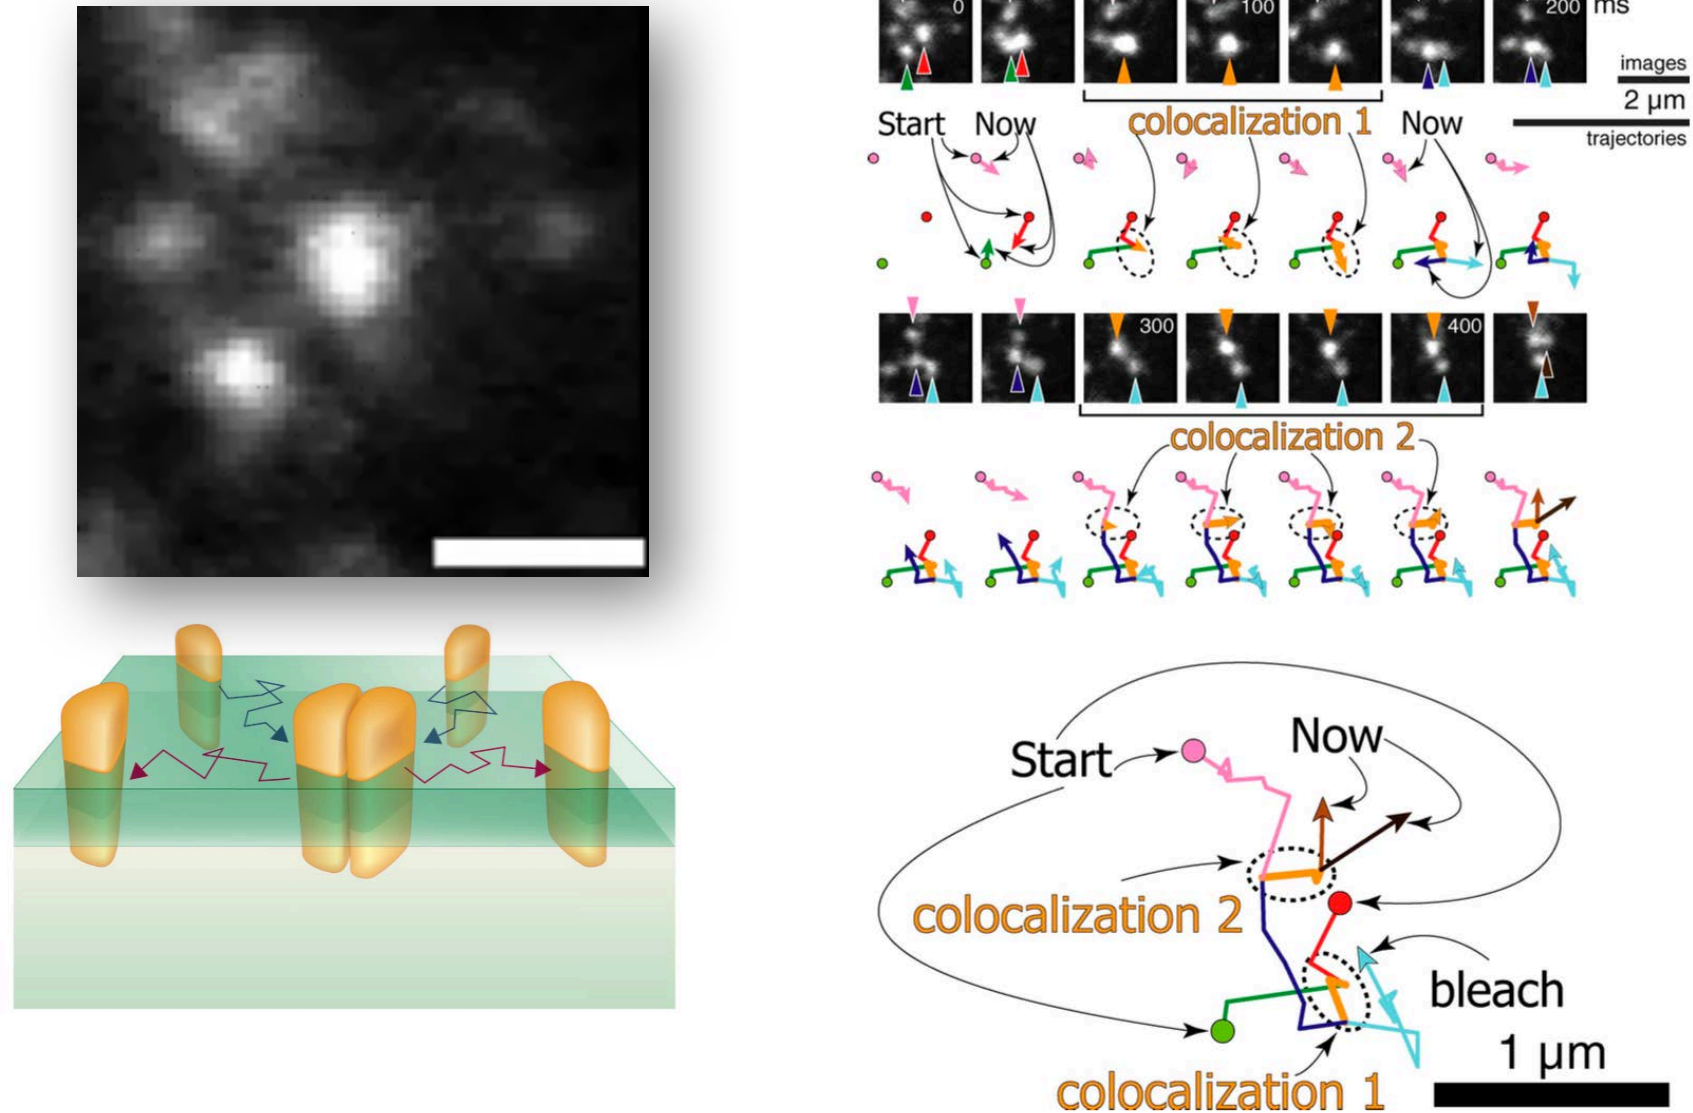 0
100
200
ms
images
2 µm
trajectories
Start
Now
colocalization 1
Now
300
400
colocalization 2
Start
Now
colocalization 2
bleach
1 µm
colocalization 1